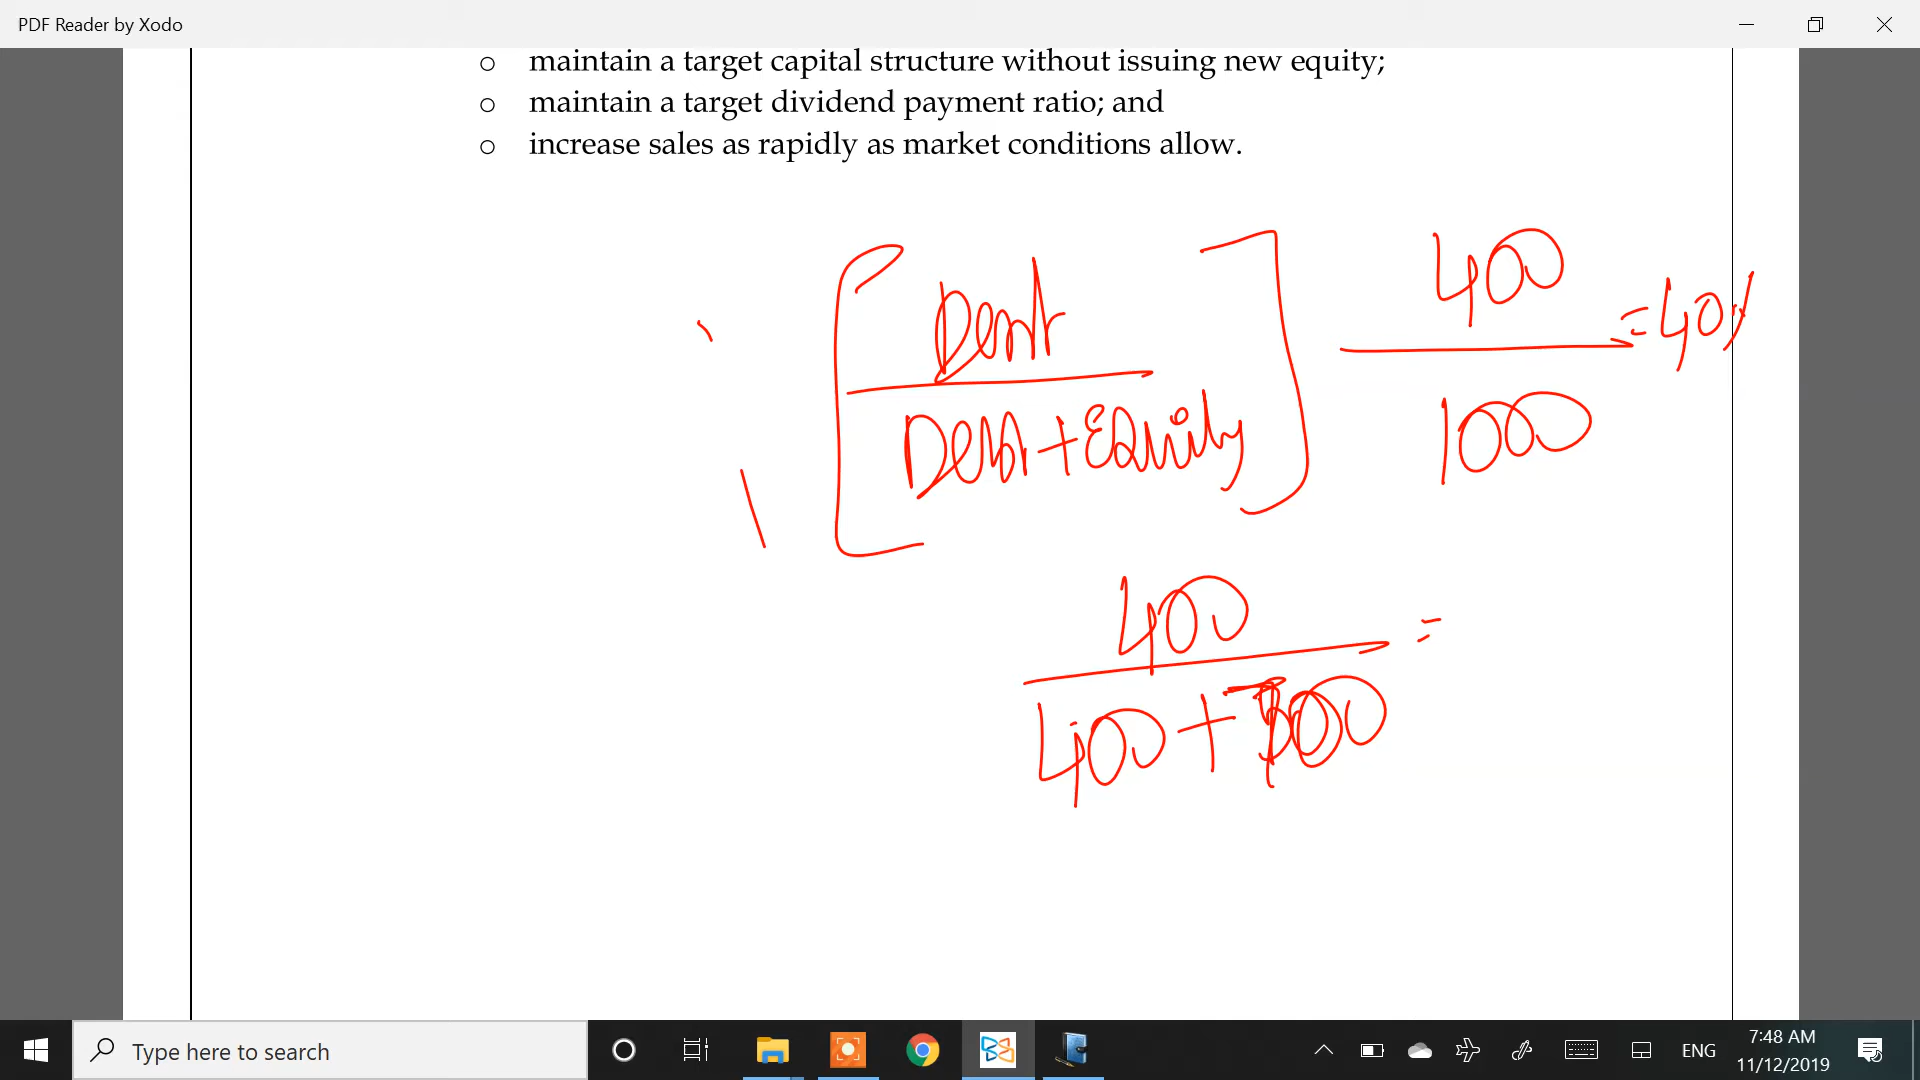 PDF Reader by Xodo
o maintain a target capital structure without issuing new equity;
o maintain a target dividend payment ratio; and
o increase sales as rapidly as market conditions allow.
Debt
Debt + Equity
400
1000
= 40%
400
400 +
=
Type here to search
ENG
7:48 AM
11/12/2019